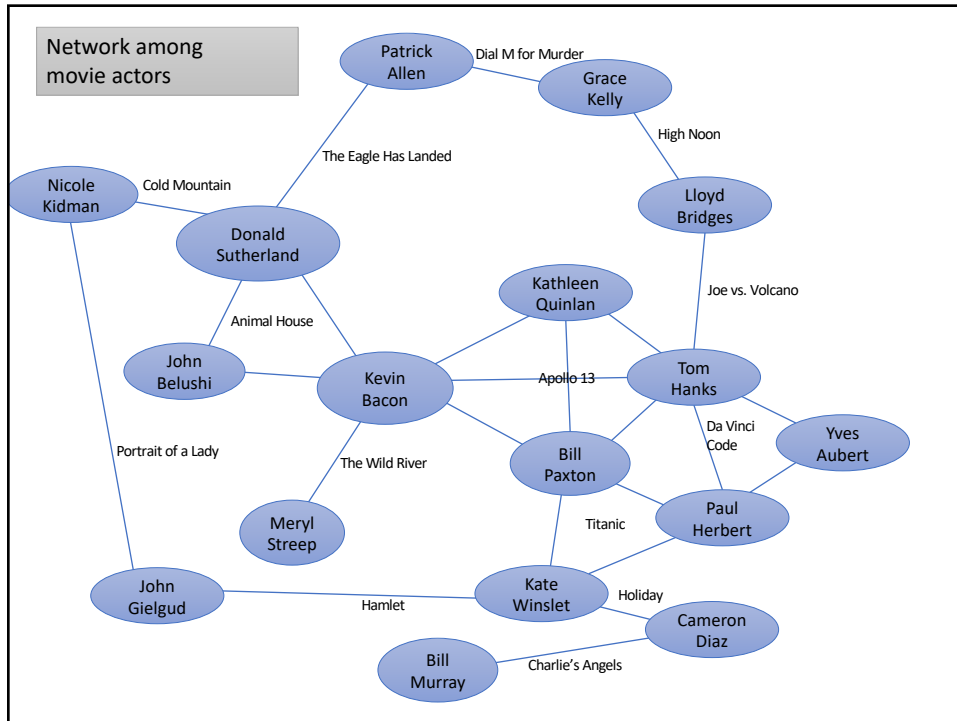 Network among
movie actors
Patrick
Allen
Dial M for Murder
Grace
Kelly
High Noon
The Eagle Has Landed
Nicole
Kidman
Cold Mountain
Lloyd
Bridges
Donald
Sutherland
Kathleen
Quinlan
Joe vs. Volcano
Animal House
John
Belushi
Kevin
Bacon
Apollo 13
Tom
Hanks
Da Vinci
Code
Yves
Aubert
Portrait of a Lady
The Wild River
Bill
Paxton
Meryl
Streep
Titanic
Paul
Herbert
John
Gielgud
Hamlet
Kate
Winslet
Holiday
Cameron
Diaz
Bill
Murray
Charlie's Angels